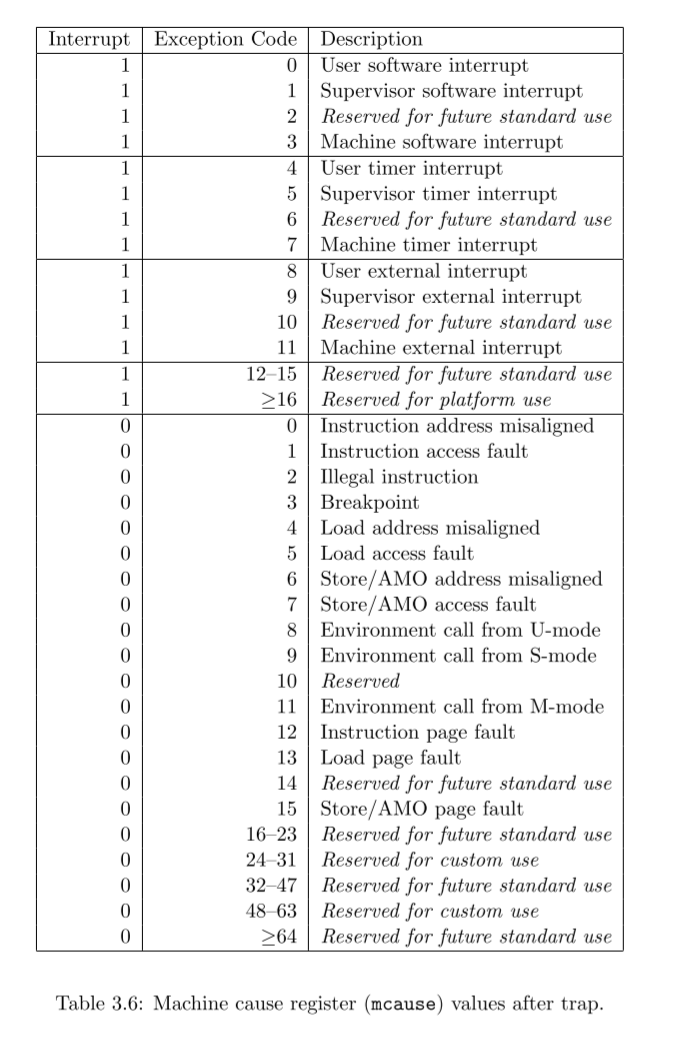 Interrupt Exception Code Description
1 0 User software interrupt
1 1 Supervisor software interrupt
1 2 Reserved for future standard use
1 3 Machine software interrupt
1 4 User timer interrupt
1 5 Supervisor timer interrupt
1 6 Reserved for future standard use
1 7 Machine timer interrupt
1 8 User external interrupt
1 9 Supervisor external interrupt
1 10 Reserved for future standard use
1 11 Machine external interrupt
1 12–15 Reserved for future standard use
1 ≥16 Reserved for platform use
0 0 Instruction address misaligned
0 1 Instruction access fault
0 2 Illegal instruction
0 3 Breakpoint
0 4 Load address misaligned
0 5 Load access fault
0 6 Store/AMO address misaligned
0 7 Store/AMO access fault
0 8 Environment call from U-mode
0 9 Environment call from S-mode
0 10 Reserved
0 11 Environment call from M-mode
0 12 Instruction page fault
0 13 Load page fault
0 14 Reserved for future standard use
0 15 Store/AMO page fault
0 16–23 Reserved for future standard use
0 24–31 Reserved for custom use
0 32–47 Reserved for future standard use
0 48–63 Reserved for custom use
0 ≥64 Reserved for future standard use
Table 3.6: Machine cause register (mcause) values after trap.